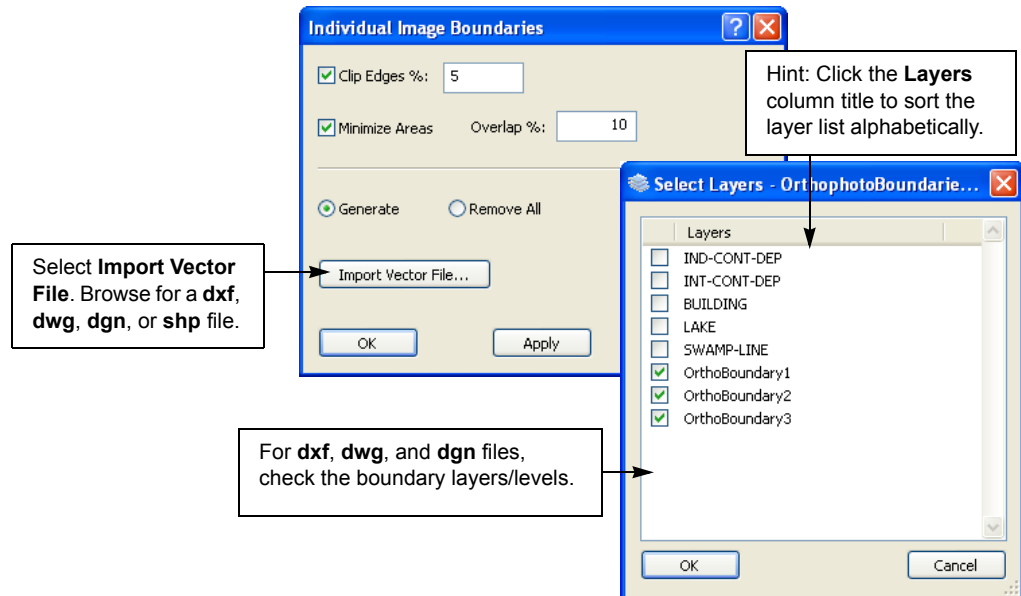 Individual Image Boundaries
Clip Edges %: 5
Minimize Areas Overlap %: 10
Generate Remove All
Import Vector File...
OK Apply
Hint: Click the Layers
column title to sort the
layer list alphabetically.
Select Layers - OrthophotoBoundarie...
Layers
IND-CONT-DEP
INT-CONT-DEP
BUILDING
LAKE
SWAMP-LINE
OrthoBoundary1
OrthoBoundary2
OrthoBoundary3
OK Cancel
Select Import Vector
File. Browse for a dxf,
dwg, dgn, or shp file.
For dxf, dwg, and dgn files,
check the boundary layers/levels.